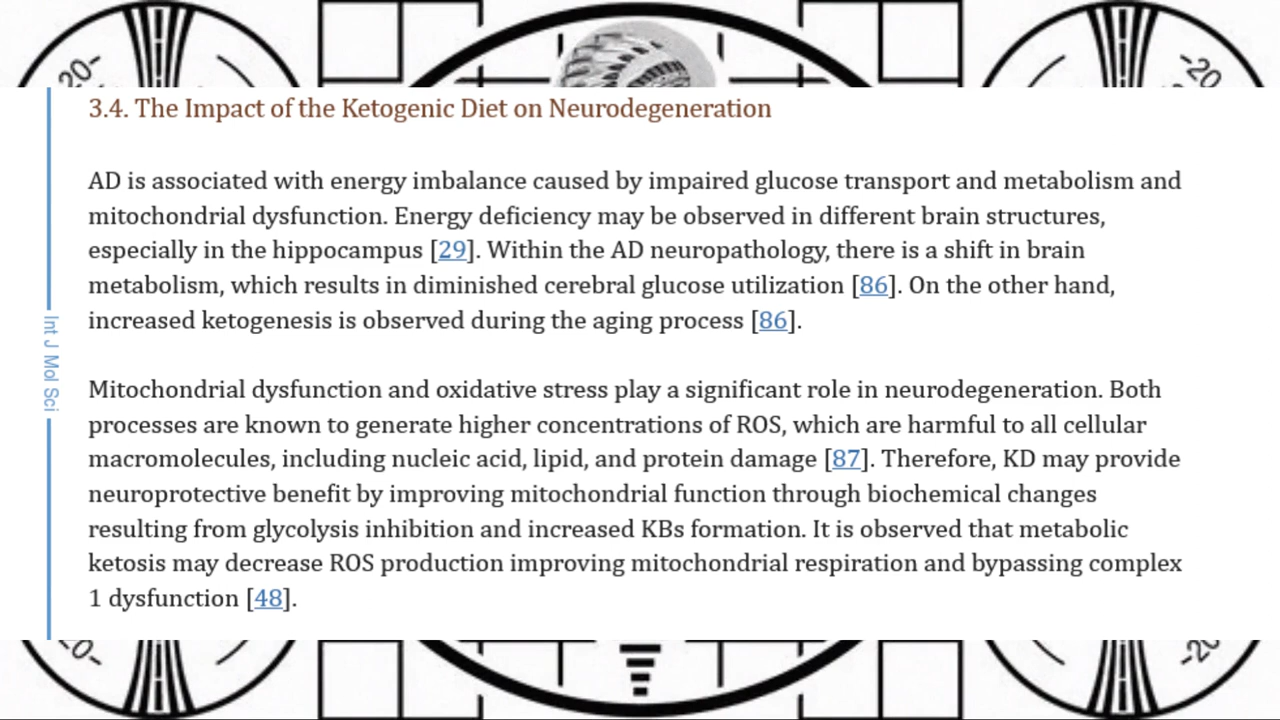 20-
-20
3.4. The Impact of the Ketogenic Diet on Neurodegeneration
AD is associated with energy imbalance caused by impaired glucose transport and metabolism and
mitochondrial dysfunction. Energy deficiency may be observed in different brain structures,
especially in the hippocampus [29]. Within the AD neuropathology, there is a shift in brain
metabolism, which results in diminished cerebral glucose utilization [86]. On the other hand,
increased ketogenesis is observed during the aging process [86].
Int J Mol Sci
Mitochondrial dysfunction and oxidative stress play a significant role in neurodegeneration. Both
processes are known to generate higher concentrations of ROS, which are harmful to all cellular
macromolecules, including nucleic acid, lipid, and protein damage [87]. Therefore, KD may provide
neuroprotective benefit by improving mitochondrial function through biochemical changes
resulting from glycolysis inhibition and increased KBs formation. It is observed that metabolic
ketosis may decrease ROS production improving mitochondrial respiration and bypassing complex
1 dysfunction [48].
-20